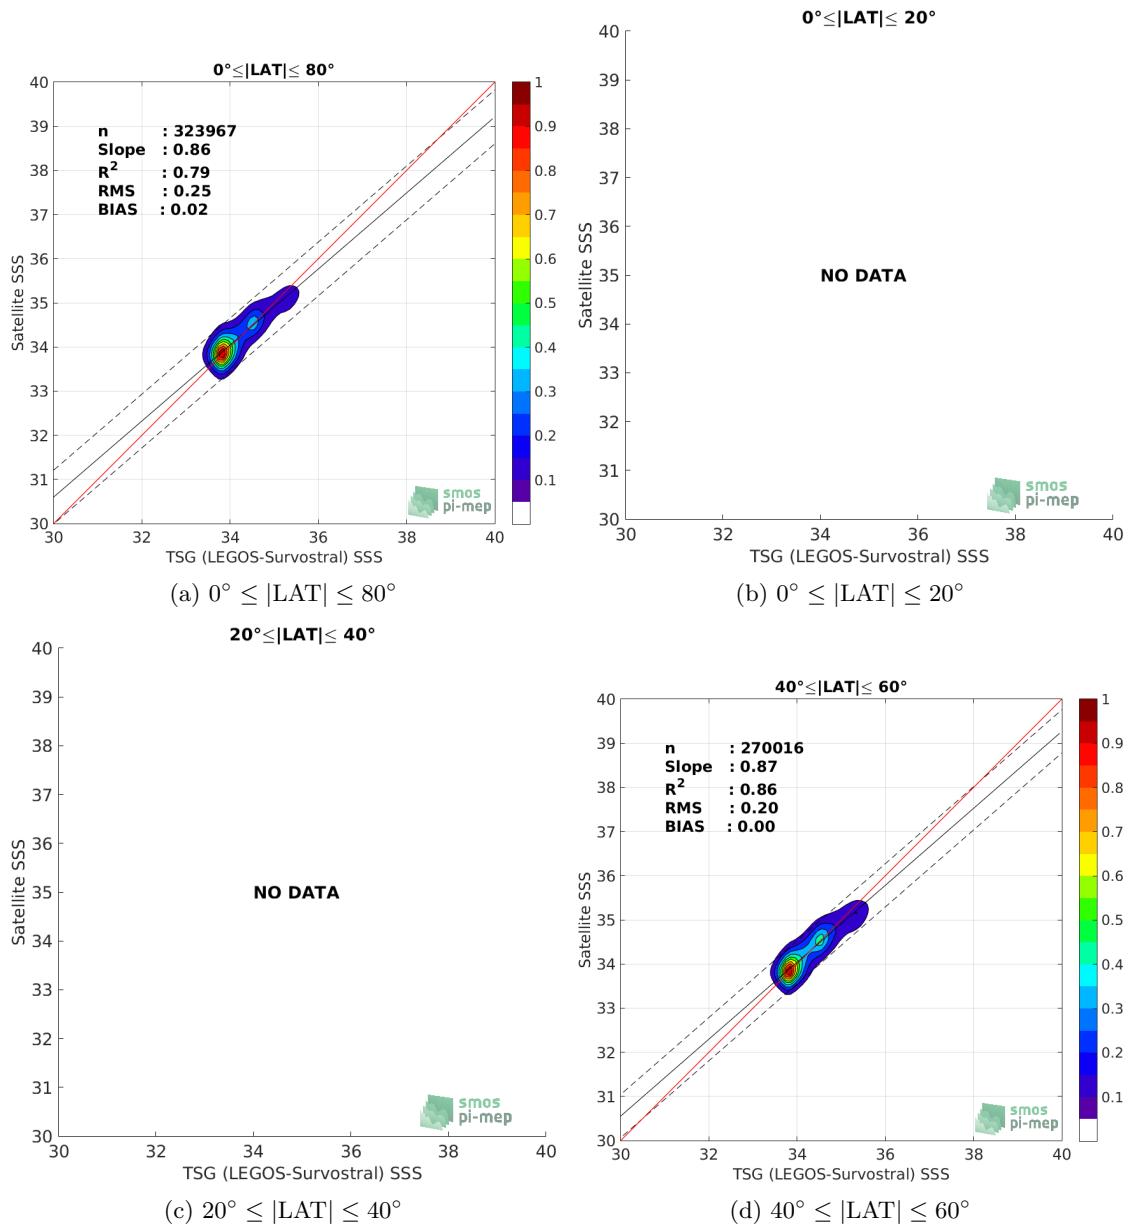 0°≤|LAT|≤ 80°
40
39
38
37
36
35
34
33
32
31
30
Satellite SSS
n : 323967
Slope : 0.86
R² : 0.79
RMS : 0.25
BIAS : 0.02
smos
pi-mep
30 32 34 36 38 40
TSG (LEGOS-Survostral) SSS
1
0.9
0.8
0.7
0.6
0.5
0.4
0.3
0.2
0.1
(a) 0° ≤ |LAT| ≤ 80°
0°≤|LAT|≤ 20°
40
39
38
37
36
35
34
33
32
31
30
Satellite SSS
NO DATA
smos
pi-mep
30 32 34 36 38 40
TSG (LEGOS-Survostral) SSS
(b) 0° ≤ |LAT| ≤ 20°
20°≤|LAT|≤ 40°
40
39
38
37
36
35
34
33
32
31
30
Satellite SSS
NO DATA
smos
pi-mep
30 32 34 36 38 40
TSG (LEGOS-Survostral) SSS
(c) 20° ≤ |LAT| ≤ 40°
40°≤|LAT|≤ 60°
40
39
38
37
36
35
34
33
32
31
30
Satellite SSS
n : 270016
Slope : 0.87
R² : 0.86
RMS : 0.20
BIAS : 0.00
smos
pi-mep
30 32 34 36 38 40
TSG (LEGOS-Survostral) SSS
1
0.9
0.8
0.7
0.6
0.5
0.4
0.3
0.2
0.1
(d) 40° ≤ |LAT| ≤ 60°